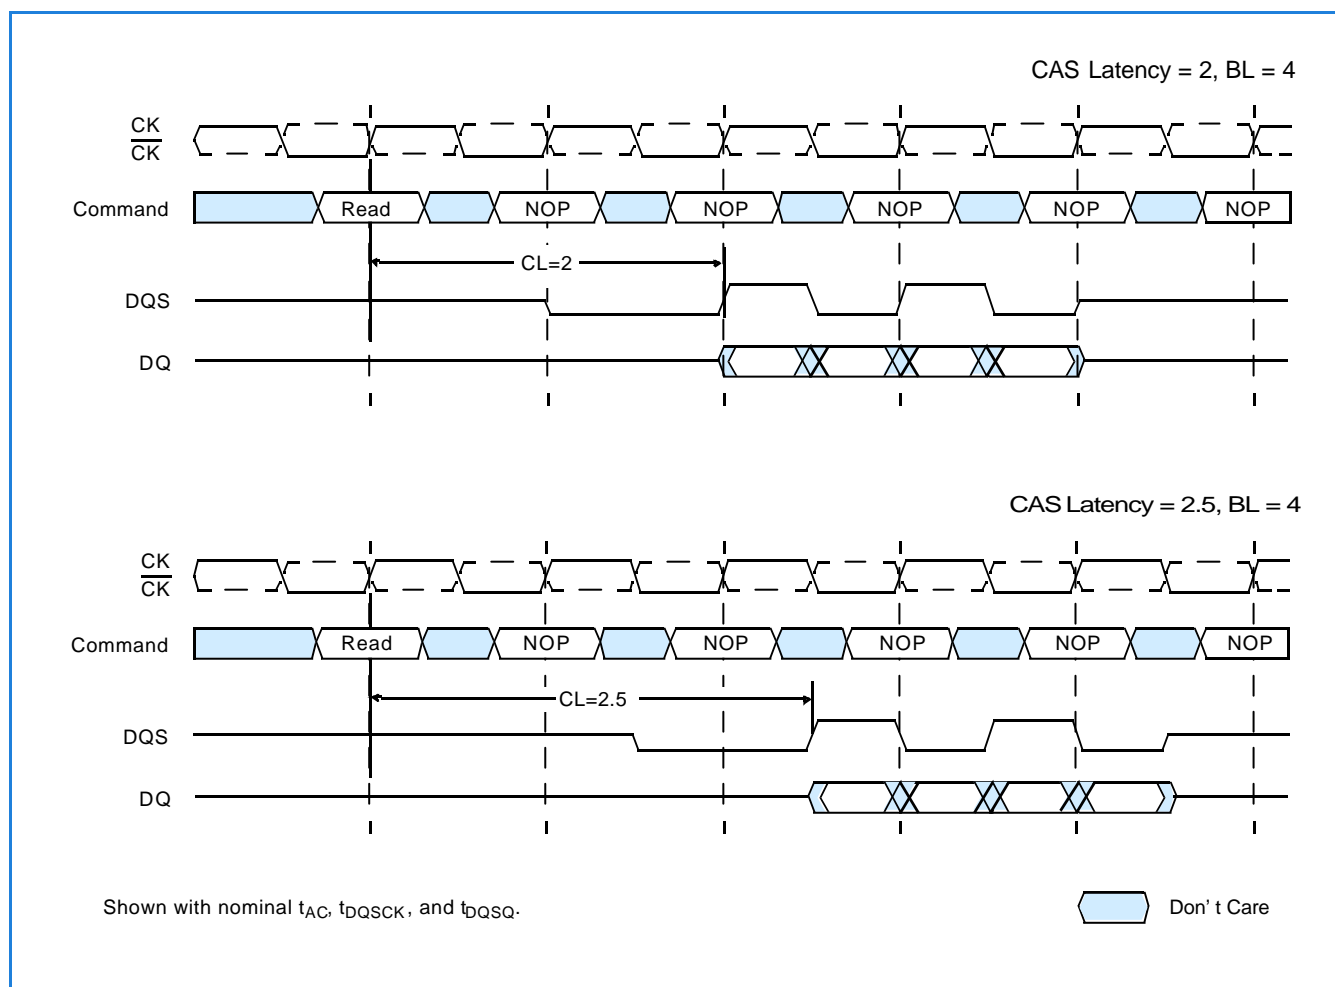 CAS Latency = 2, BL = 4
CK
CK
Command
Read
NOP
NOP
NOP
NOP
NOP
CL=2
DQS
DQ
CAS Latency = 2.5, BL = 4
CK
CK
Command
Read
NOP
NOP
NOP
NOP
NOP
CL=2.5
DQS
DQ
Shown with nominal tAC, tDQSCK, and tDQSQ.
Don' t Care